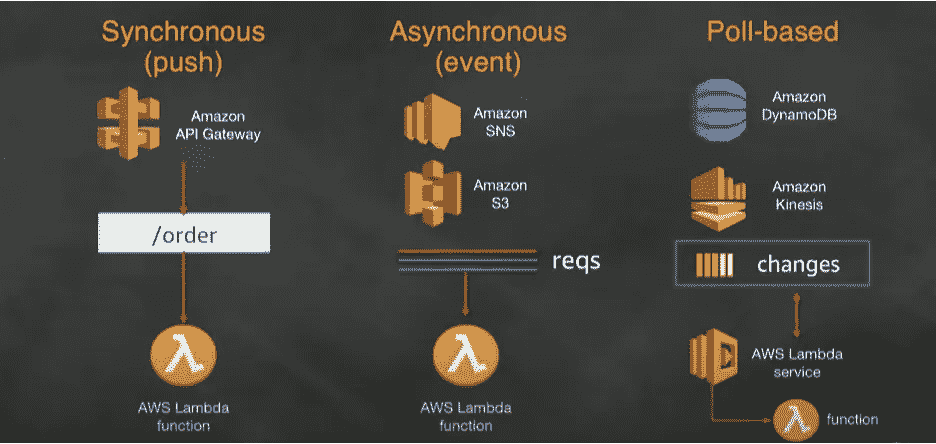 Synchronous
(push)
Amazon
API Gateway
/order
AWS Lambda
function
Asynchronous
(event)
Amazon
SNS
Amazon
S3
reqs
AWS Lambda
function
Poll-based
Amazon
DynamoDB
Amazon
Kinesis
changes
AWS Lambda
service
function